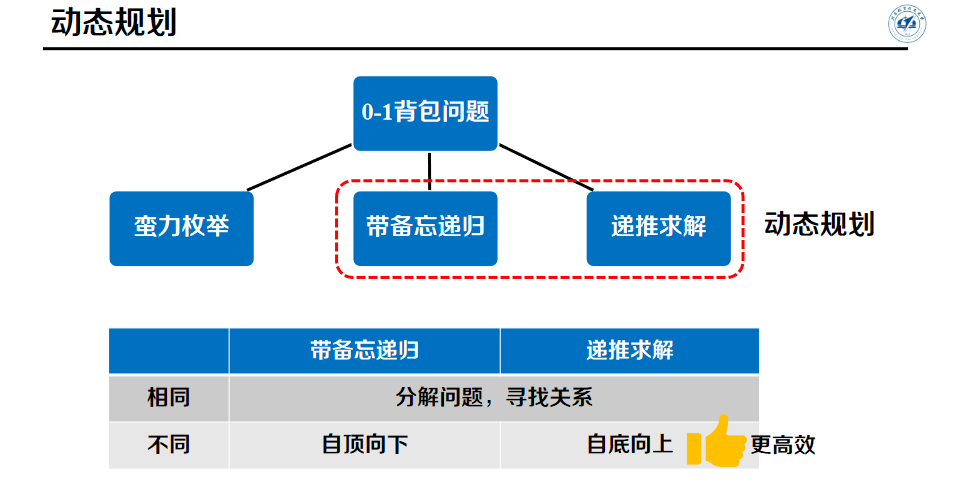 动态规划
0-1背包问题
蛮力枚举
带备忘递归
递推求解
动态规划
带备忘递归 递推求解
相同 分解问题，寻找关系
不同 自顶向下 自底向上 更高效